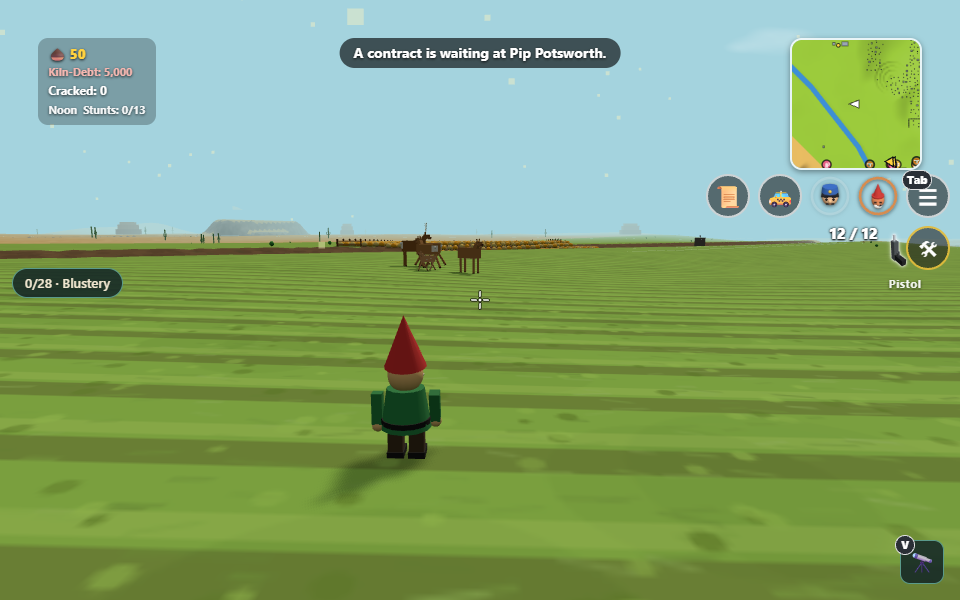 50
Kiln-Debt: 5,000
Cracked: 0
Noon Stunts: 0/13
A contract is waiting at Pip Potsworth.
Tab
12 / 12
Pistol
0/28 · Blustery
V